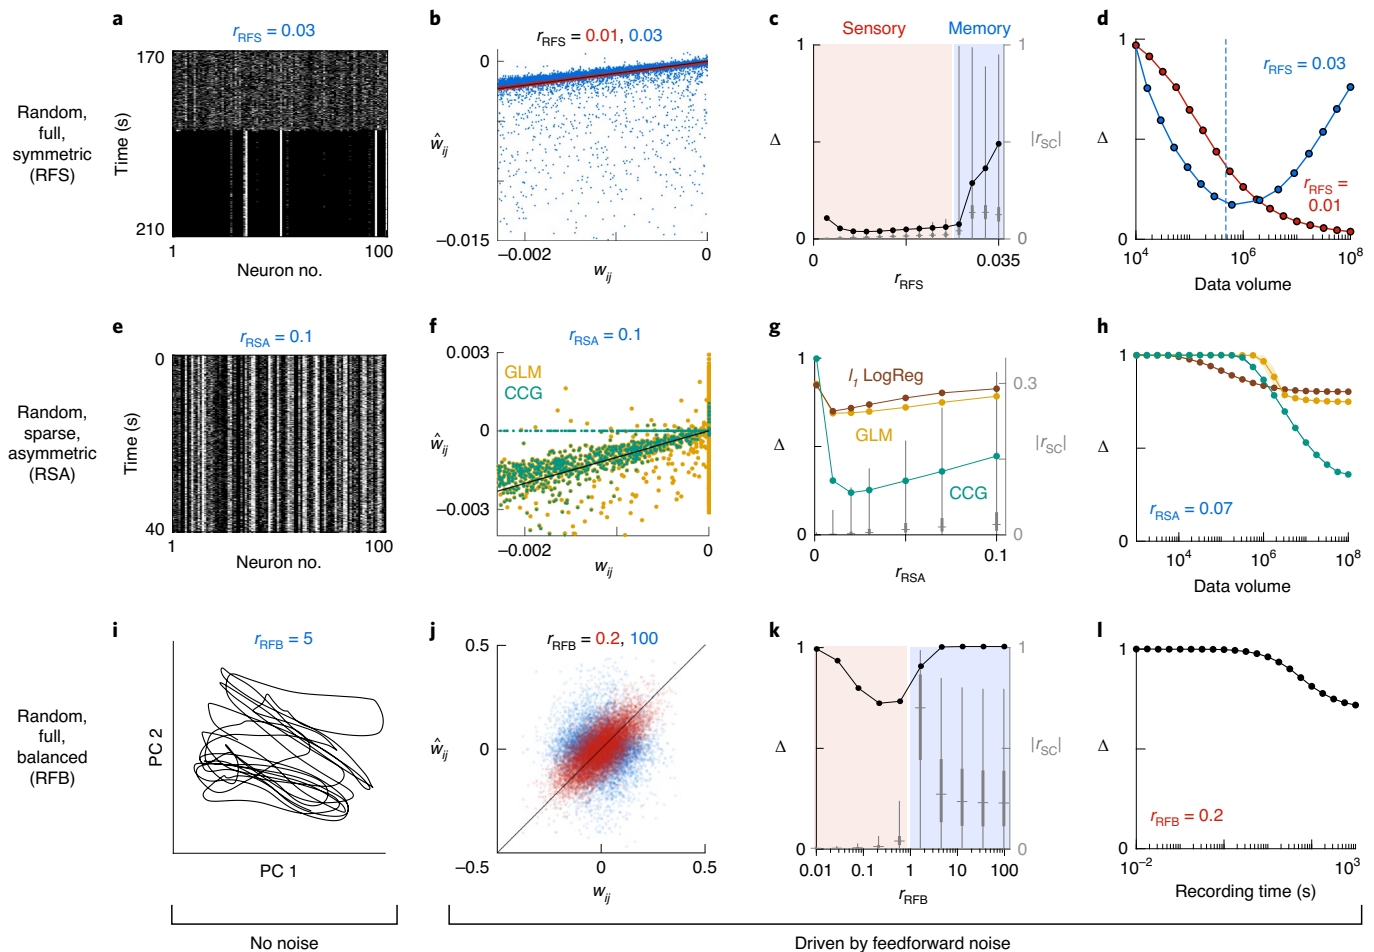 a
r_RFS = 0.03
170
Time (s)
210
1
100
Neuron no.
Random,
full,
symmetric
(RFS)
b
r_RFS = 0.01, 0.03
0
ŵ_ij
−0.015
−0.002
0
w_ij
c
Sensory
Memory
1
Δ
0
0
0.035
r_RFS
1
|r_SC|
0
d
1
Δ
0
r_RFS = 0.03
r_RFS =
0.01
10^4
10^6
10^8
Data volume
e
r_RSA = 0.1
0
Time (s)
40
1
100
Neuron no.
Random,
sparse,
asymmetric
(RSA)
f
r_RSA = 0.1
0.003
GLM
CCG
0
ŵ_ij
−0.003
−0.002
0
w_ij
g
1
l_1 LogReg
GLM
CCG
Δ
0
0
0.1
r_RSA
0.3
|r_SC|
0
h
1
Δ
r_RSA = 0.07
1
10^4
10^6
10^8
Data volume
i
r_RFB = 5
PC 2
PC 1
Random,
full,
balanced
(RFB)
j
r_RFB = 0.2, 100
0.5
ŵ_ij
0
−0.5
0
0.5
w_ij
k
1
Δ
0
0.01
0.1
1
10
100
r_RFB
1
|r_SC|
0
l
1
Δ
r_RFB = 0.2
1
10^−2
10^3
Recording time (s)
No noise
Driven by feedforward noise